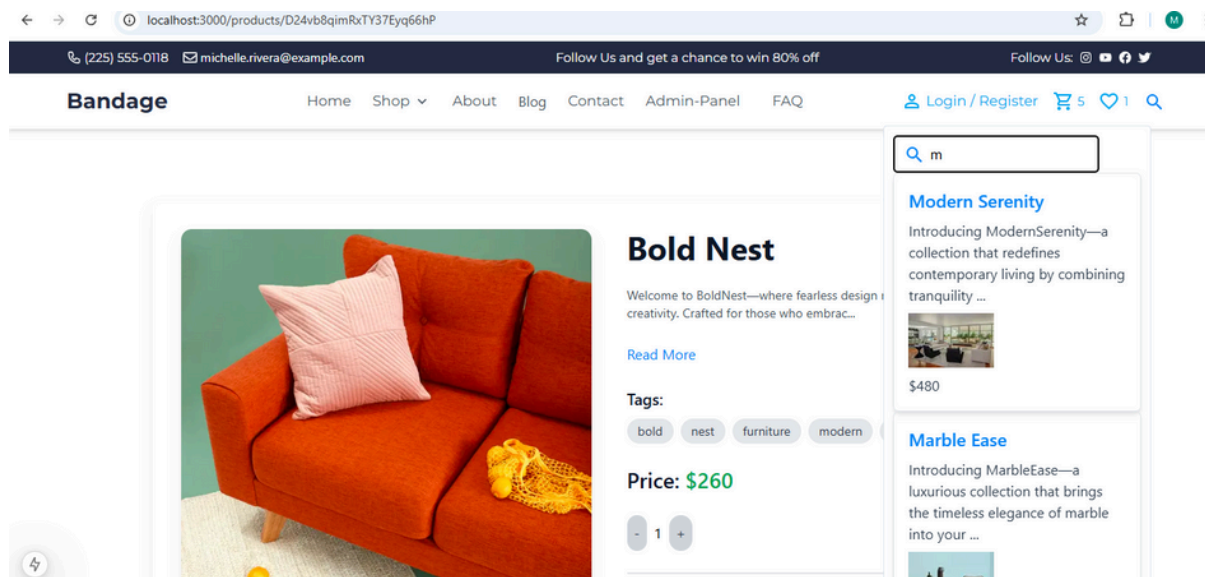 localhost:3000/products/D24vb8qimRxTY37Eyq66hP
M
(225) 555-0118 michelle.rivera@example.com Follow Us and get a chance to win 80% off Follow Us:
Bandage Home Shop About Blog Contact Admin-Panel FAQ Login / Register 5 1
m
Modern Serenity
Introducing ModernSerenity—a
collection that redefines
contemporary living by combining
tranquility ...
$480
Marble Ease
Introducing MarbleEase—a
luxurious collection that brings
the timeless elegance of marble
into your ...
Bold Nest
Welcome to BoldNest—where fearless design
creativity. Crafted for those who embrac...
Read More
Tags:
bold nest furniture modern
Price: $260
- 1 +